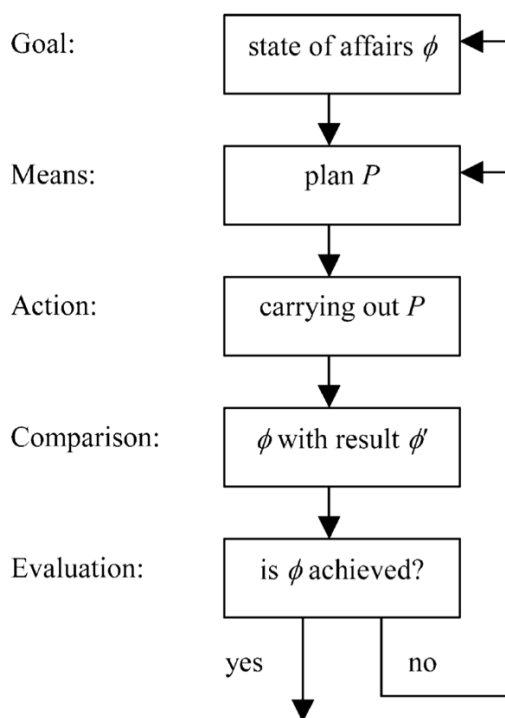 Goal: state of affairs ϕ
Means: plan P
Action: carrying out P
Comparison: ϕ with result ϕ'
Evaluation: is ϕ achieved?
yes no